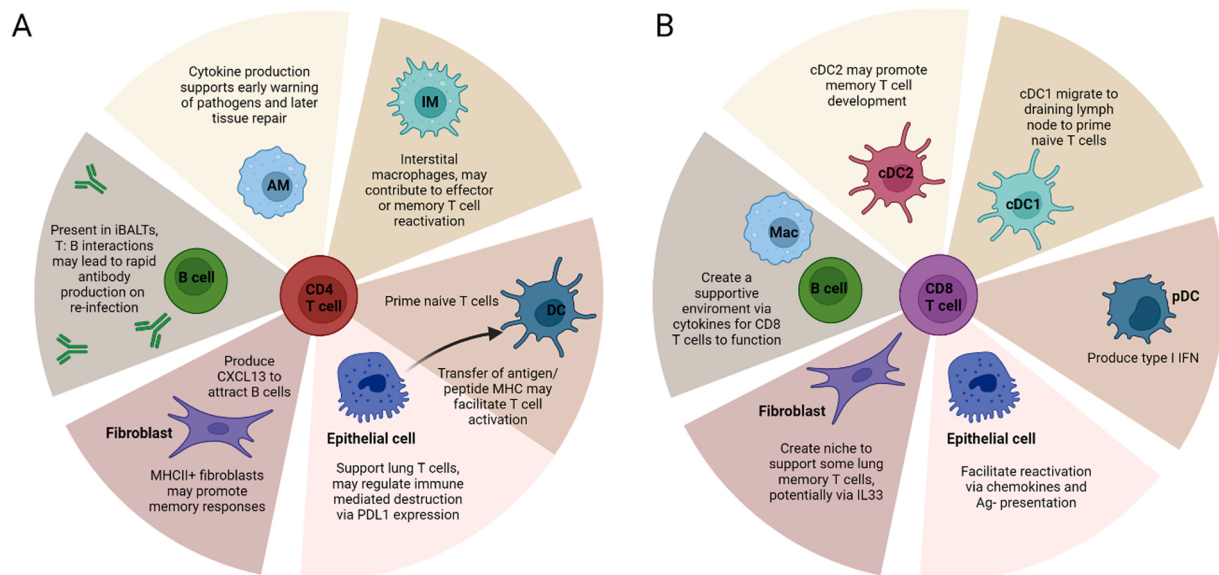 A
Cytokine production
supports early warning
of pathogens and later
tissue repair
AM
IM
Interstital
macrophages, may
contribute to effector
or memory T cell
reactivation
Present in iBALTs,
T: B interactions
may lead to rapid
antibody
production on
re-infection
B cell
CD4
T cell
Prime naive T cells
DC
Transfer of antigen/
peptide MHC may
facilitate T cell
activation
Produce
CXCL13 to
attract B cells
Fibroblast
MHCII+ fibroblasts
may promote
memory responses
Epithelial cell
Support lung T cells,
may regulate immune
mediated destruction
via PDL1 expression
B
cDC2 may promote
memory T cell
development
cDC2
cDC1 migrate to
draining lymph
node to prime
naive T cells
cDC1
Mac
B cell
Create a
supportive
enviroment via
cytokines for CD8
T cells to function
CD8
T cell
pDC
Produce type I IFN
Fibroblast
Create niche to
support some lung
memory T cells,
potentially via IL33
Epithelial cell
Facilitate reactivation
via chemokines and
Ag- presentation